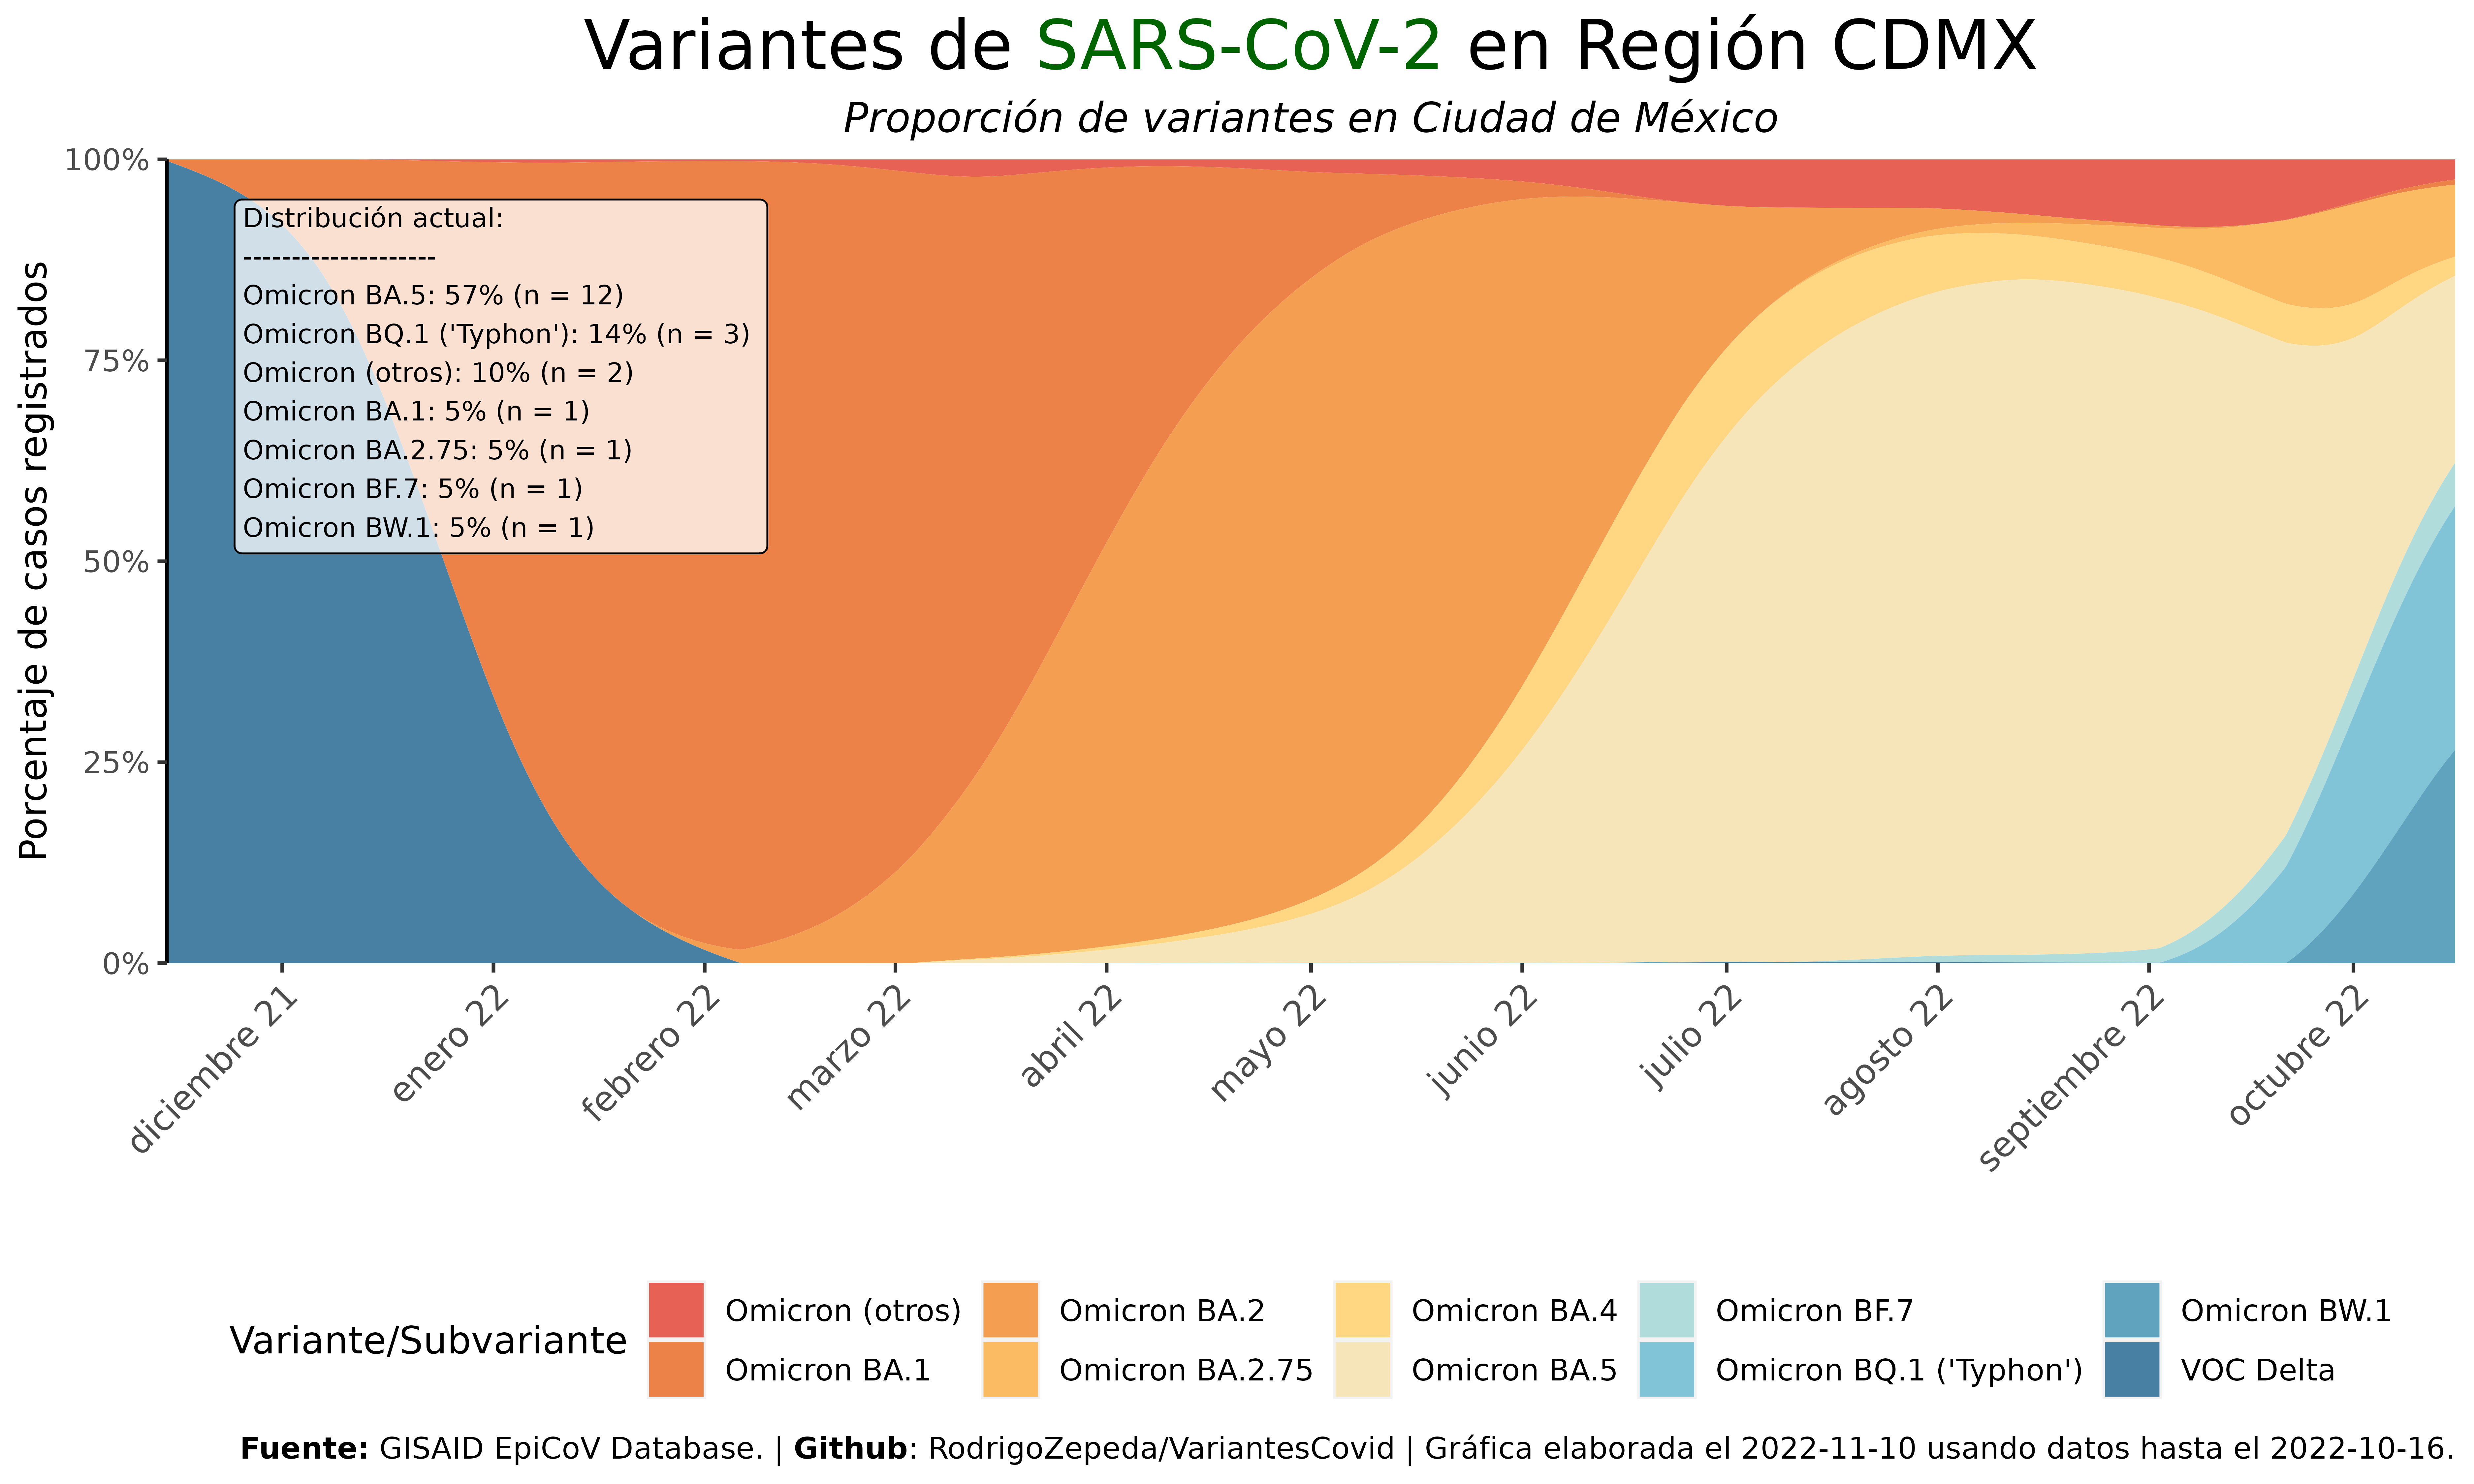 Variantes de SARS-CoV-2 en Región CDMX
Proporción de variantes en Ciudad de México
Porcentaje de casos registrados
100%
75%
50%
25%
0%
Distribución actual:
--------------------
Omicron BA.5: 57% (n = 12)
Omicron BQ.1 ('Typhon'): 14% (n = 3)
Omicron (otros): 10% (n = 2)
Omicron BA.1: 5% (n = 1)
Omicron BA.2.75: 5% (n = 1)
Omicron BF.7: 5% (n = 1)
Omicron BW.1: 5% (n = 1)
diciembre 21
enero 22
febrero 22
marzo 22
abril 22
mayo 22
junio 22
julio 22
agosto 22
septiembre 22
octubre 22
Variante/Subvariante
Omicron (otros)
Omicron BA.1
Omicron BA.2
Omicron BA.2.75
Omicron BA.4
Omicron BA.5
Omicron BF.7
Omicron BQ.1 ('Typhon')
Omicron BW.1
VOC Delta
Fuente: GISAID EpiCoV Database. | Github: RodrigoZepeda/VariantesCovid | Gráfica elaborada el 2022-11-10 usando datos hasta el 2022-10-16.